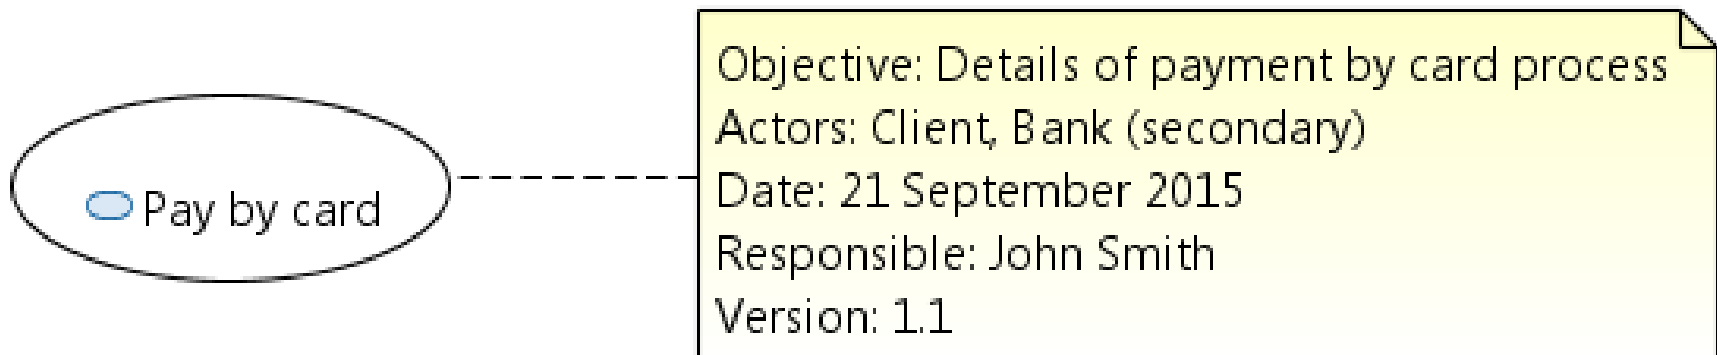 Pay by card
Objective: Details of payment by card process
Actors: Client, Bank (secondary)
Date: 21 September 2015
Responsible: John Smith
Version: 1.1